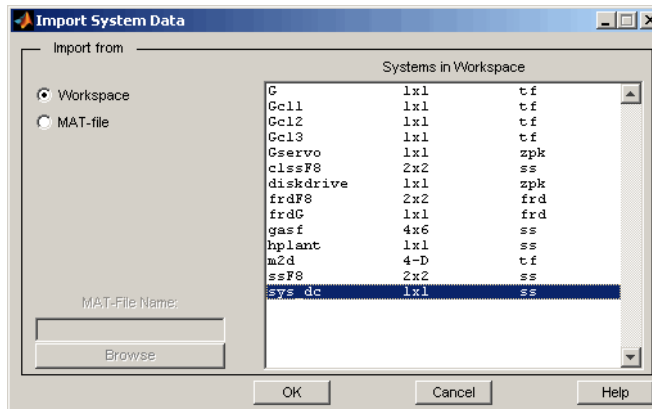 Import System Data
Import from
Systems in Workspace
Workspace
MAT-file
G 1x1 tf
Gcl1 1x1 tf
Gcl2 1x1 tf
Gcl3 1x1 tf
Gservo 1x1 zpk
clssF8 2x2 ss
diskdrive 1x1 zpk
frdF8 2x2 frd
frdG 1x1 frd
gasf 4x6 ss
hplant 1x1 ss
m2d 4-D tf
ssF8 2x2 ss
sys_dc 1x1 ss
MAT-File Name:
Browse
OK Cancel Help